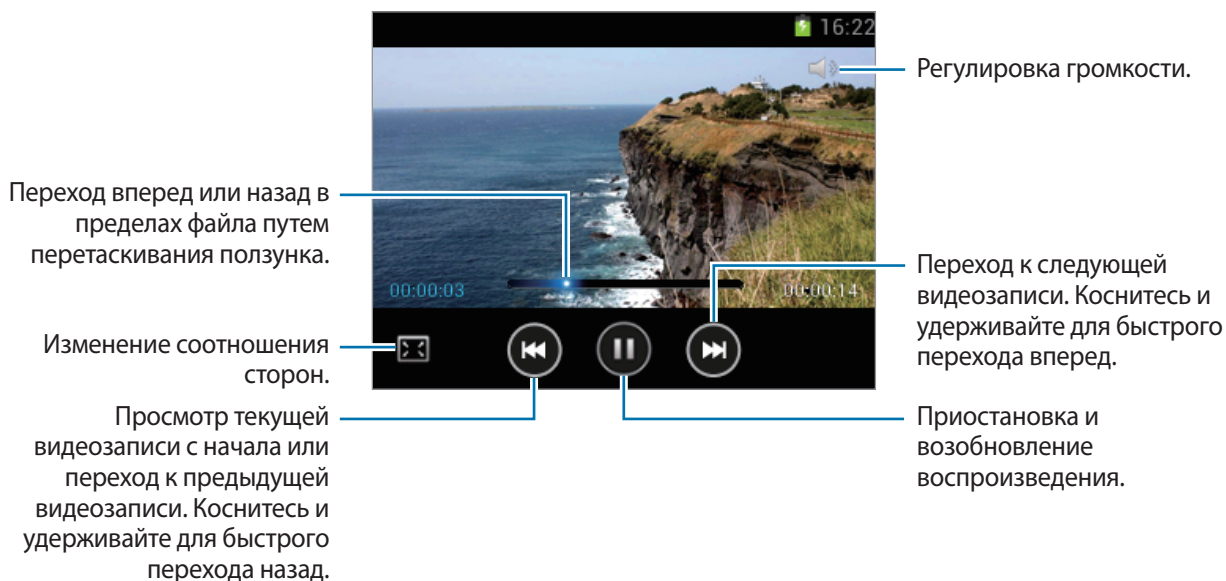 16:22
Регулировка громкости.
Переход вперед или назад в
пределах файла путем
перетаскивания ползунка.
00:00:03
00:00:14
Переход к следующей
видеозаписи. Коснитесь и
удерживайте для быстрого
перехода вперед.
Изменение соотношения
сторон.
Просмотр текущей
видеозаписи с начала или
переход к предыдущей
видеозаписи. Коснитесь и
удерживайте для быстрого
перехода назад.
Приостановка и
возобновление
воспроизведения.